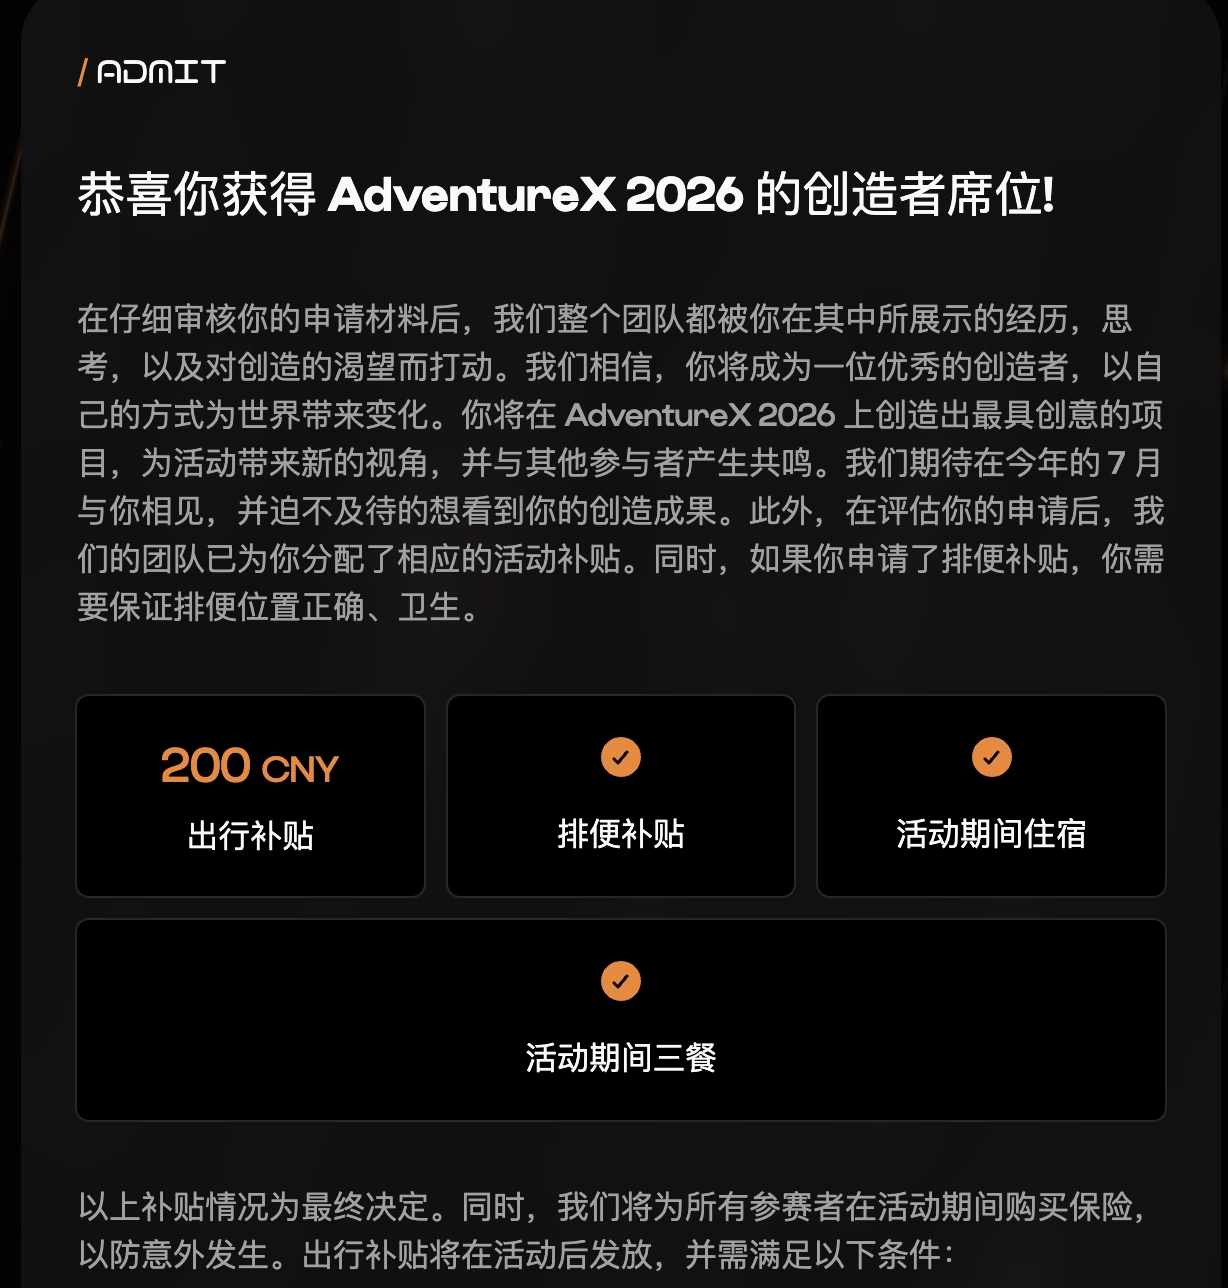 / ADMIT
恭喜你获得 AdventureX 2026 的创造者席位!
在仔细审核你的申请材料后，我们整个团队都被你在其中所展示的经历，思
考，以及对创造的渴望而打动。我们相信，你将成为一位优秀的创造者，以自
己的方式为世界带来变化。你将在 AdventureX 2026 上创造出最具创意的项
目，为活动带来新的视角，并与其他参与者产生共鸣。我们期待在今年的 7 月
与你相见，并迫不及待的想看到你的创造成果。此外，在评估你的申请后，我
们的团队已为你分配了相应的活动补贴。同时，如果你申请了排便补贴，你需
要保证排便位置正确、卫生。
200 CNY
出行补贴
排便补贴
活动期间住宿
活动期间三餐
以上补贴情况为最终决定。同时，我们将为所有参赛者在活动期间购买保险，
以防意外发生。出行补贴将在活动后发放，并需满足以下条件：